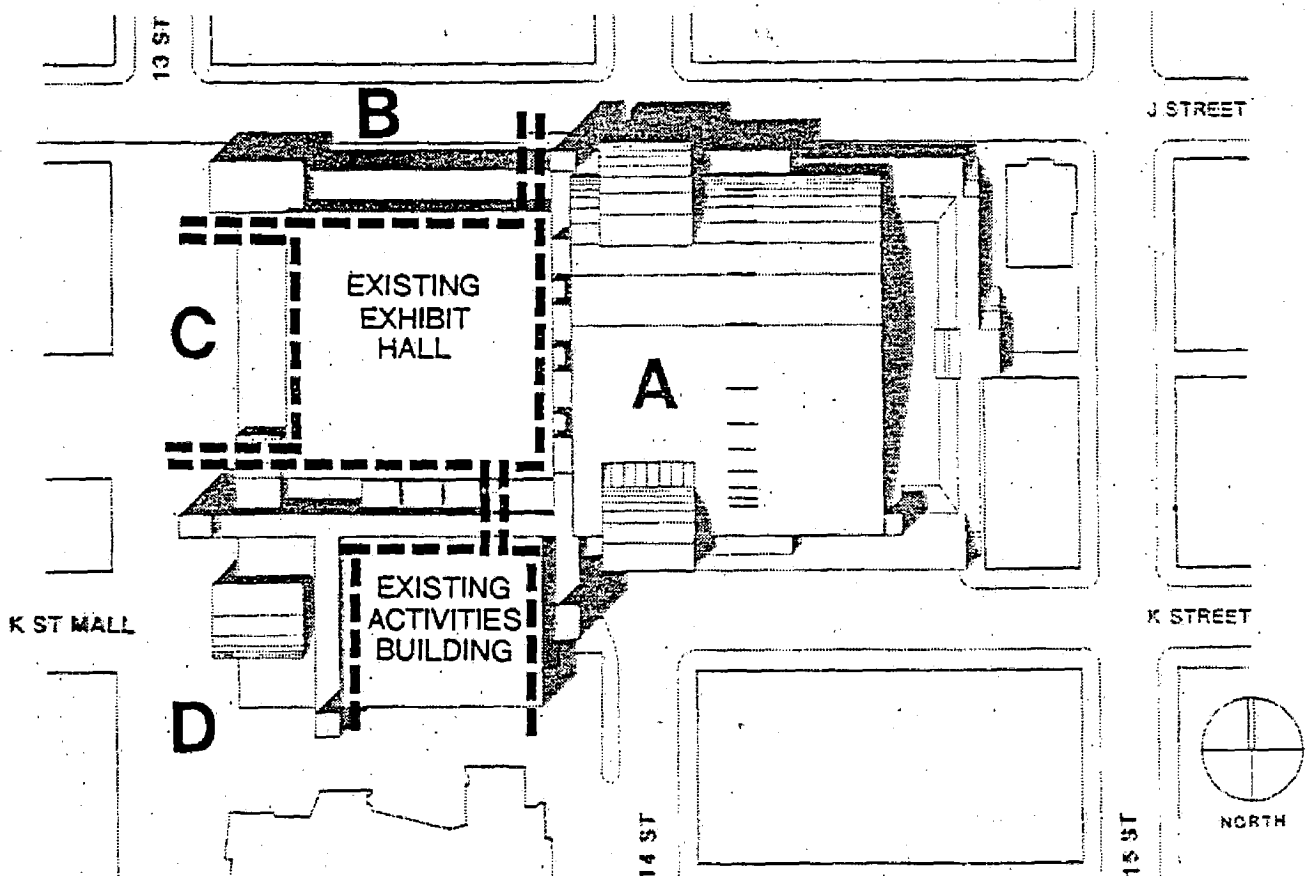 13 ST
B
J STREET
EXISTING
EXHIBIT
HALL
C
A
EXISTING
ACTIVITIES
BUILDING
K ST MALL
K STREET
D
14 ST
15 ST
NORTH